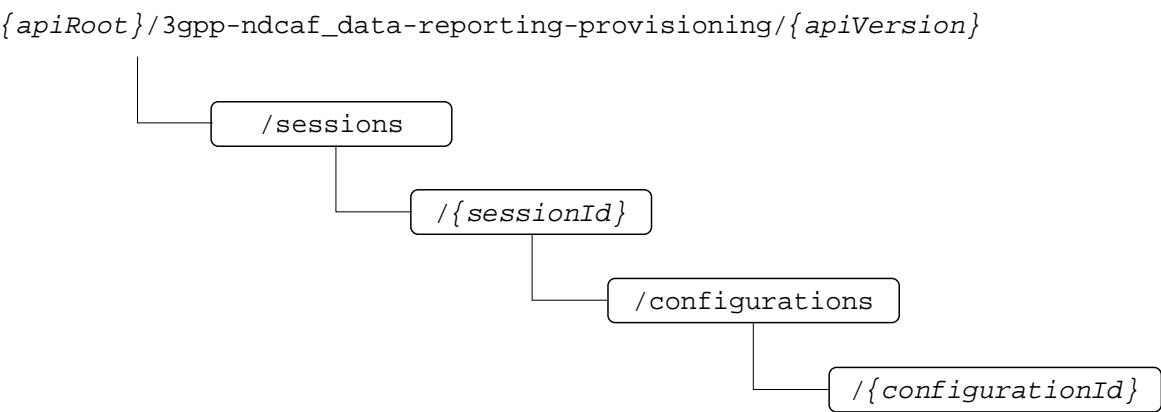 {apiRoot}/3gpp-ndcaf_data-reporting-provisioning/{apiVersion}
/sessions
/{sessionId}
/configurations
/{configurationId}